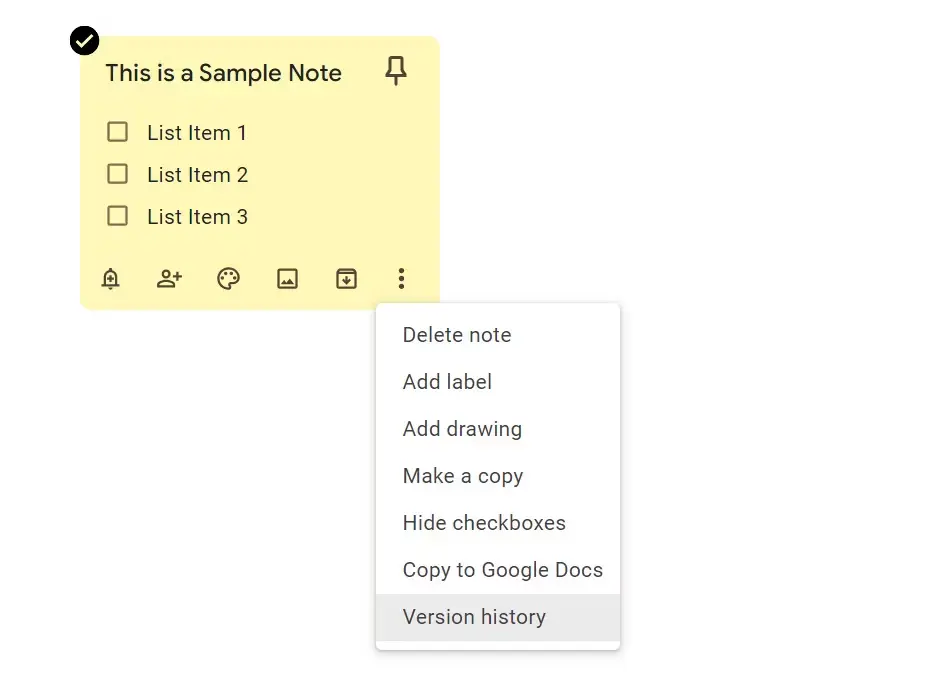 This is a Sample Note
List Item 1
List Item 2
List Item 3
Delete note
Add label
Add drawing
Make a copy
Hide checkboxes
Copy to Google Docs
Version history